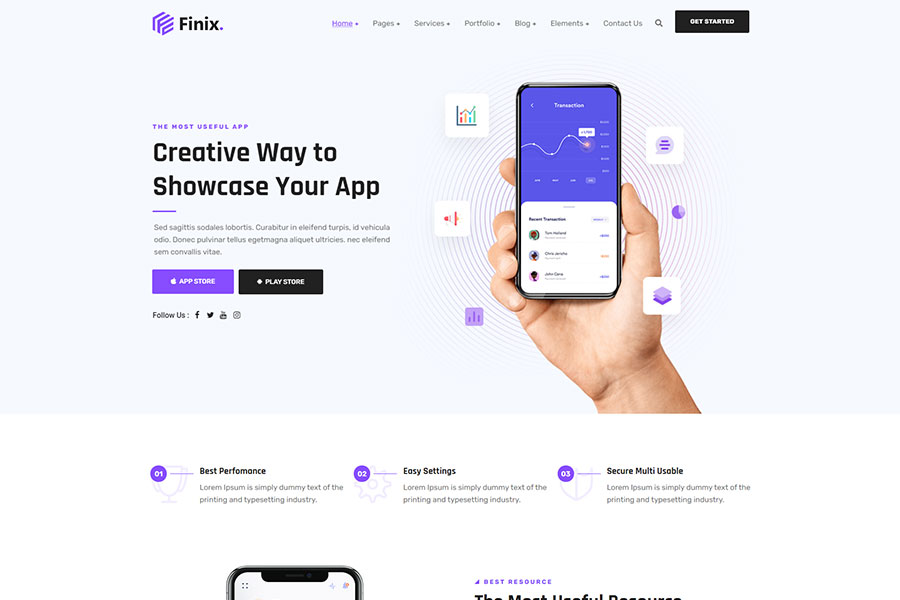 Finix.
Home +
Pages +
Services +
Portfolio +
Blog +
Elements +
Contact Us
GET STARTED
THE MOST USEFUL APP
Creative Way to
Showcase Your App
Sed sagittis sodales lobortis. Curabitur in eleifend turpis, id vehicula
odio. Donec pulvinar tellus egetmagna aliquet ultricies, nec eleifend
sem convallis vitae.
APP STORE
PLAY STORE
Follow Us :
Transaction
Recent Transaction
Tom Holland
Chris Jericho
John Cena
01
Best Perfomance
Lorem Ipsum is simply dummy text of the
printing and typesetting industry.
02
Easy Settings
Lorem Ipsum is simply dummy text of the
printing and typesetting industry.
03
Secure Multi Usable
Lorem Ipsum is simply dummy text of the
printing and typesetting industry.
BEST RESOURCE
The Most Useful Resource